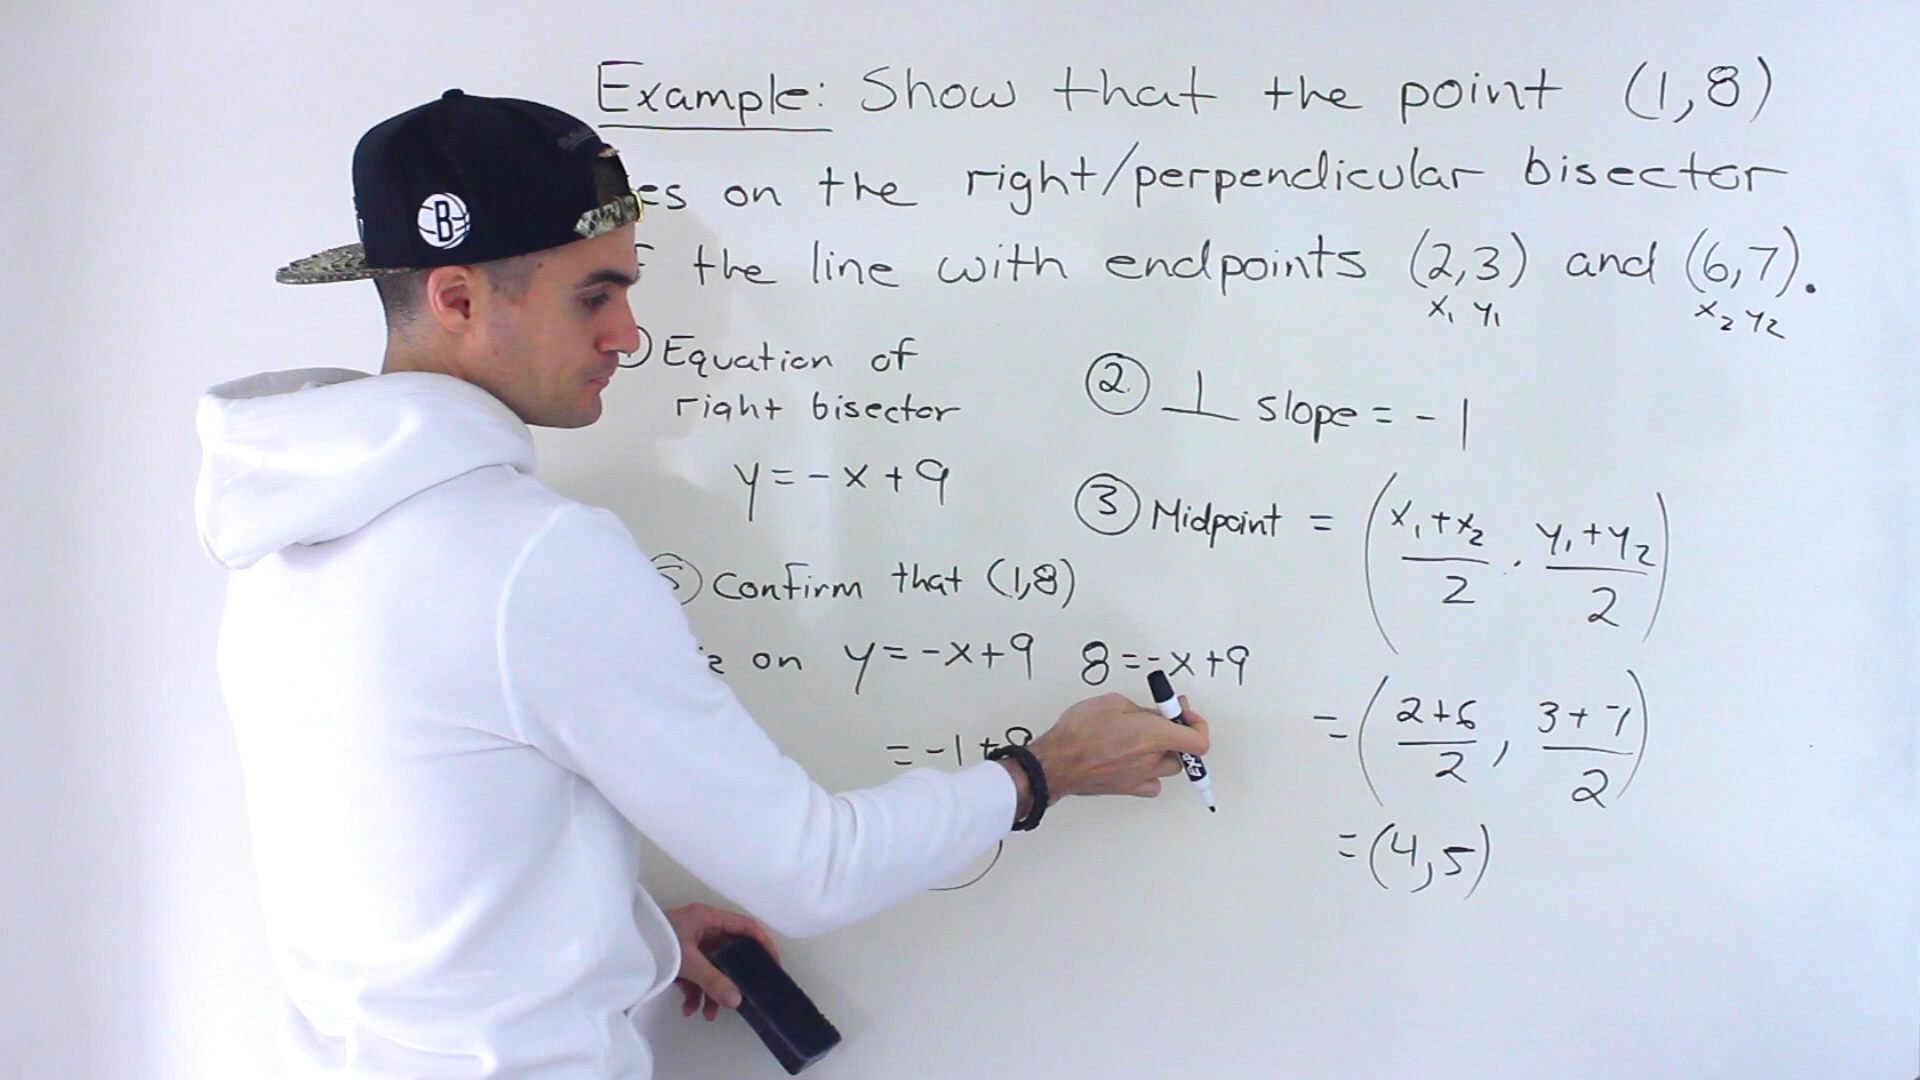 Example: Show that the point (1,8)
es on the right/perpendicular bisector
the line with endpoints (2,3) and (6,7).
x₁ y₁ x₂ y₂
Equation of
right bisector
y = -x + 9
② ⊥ slope = -1
③ Midpoint = (x₁+x₂/2, y₁+y₂/2)
= (2+6/2, 3+7/2)
= (4,5)
⑤ Confirm that (1,8)
on y = -x+9 8 = -x+9
= -1 + 9
B
EXP